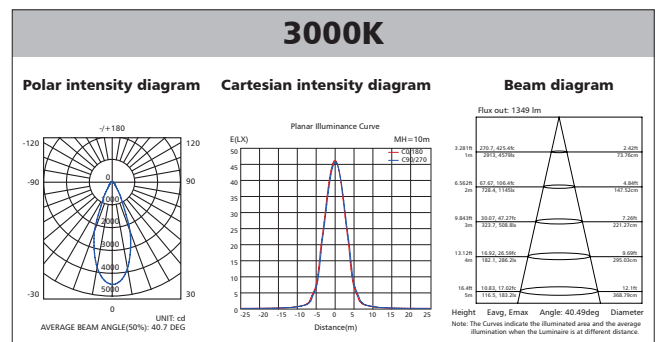 3000K
Polar intensity diagram
Cartesian intensity diagram
Beam diagram
-/+180
-120
120
-90
90
-30
30
0
0
1000
2000
3000
4000
5000
UNIT: cd
AVERAGE BEAM ANGLE(50%): 40.7 DEG
Planar Illuminance Curve
E(LX)
MH=10m
C0/180
C90/270
50
45
40
35
30
25
20
15
10
5
0
-25 -20 -15 -10 -5 0 5 10 15 20 25
Distance(m)
Flux out: 1349 lm
3.281ft 270.7, 425.4fc 2.42ft
1m 2913, 4579lx 73.76cm
6.562ft 67.67, 106.4fc 4.84ft
2m 728.4, 1145lx 147.52cm
9.843ft 30.07, 47.27fc 7.26ft
3m 323.7, 508.8lx 221.27cm
13.12ft 16.92, 26.59fc 9.69ft
4m 182.1, 286.2lx 295.03cm
16.4ft 10.83, 17.02fc 12.1ft
5m 116.5, 183.2lx 368.79cm
Height Eavg, Emax Angle: 40.49deg Diameter
Note: The Curves indicate the illuminated area and the average
illumination when the Luminaire is at different distance.